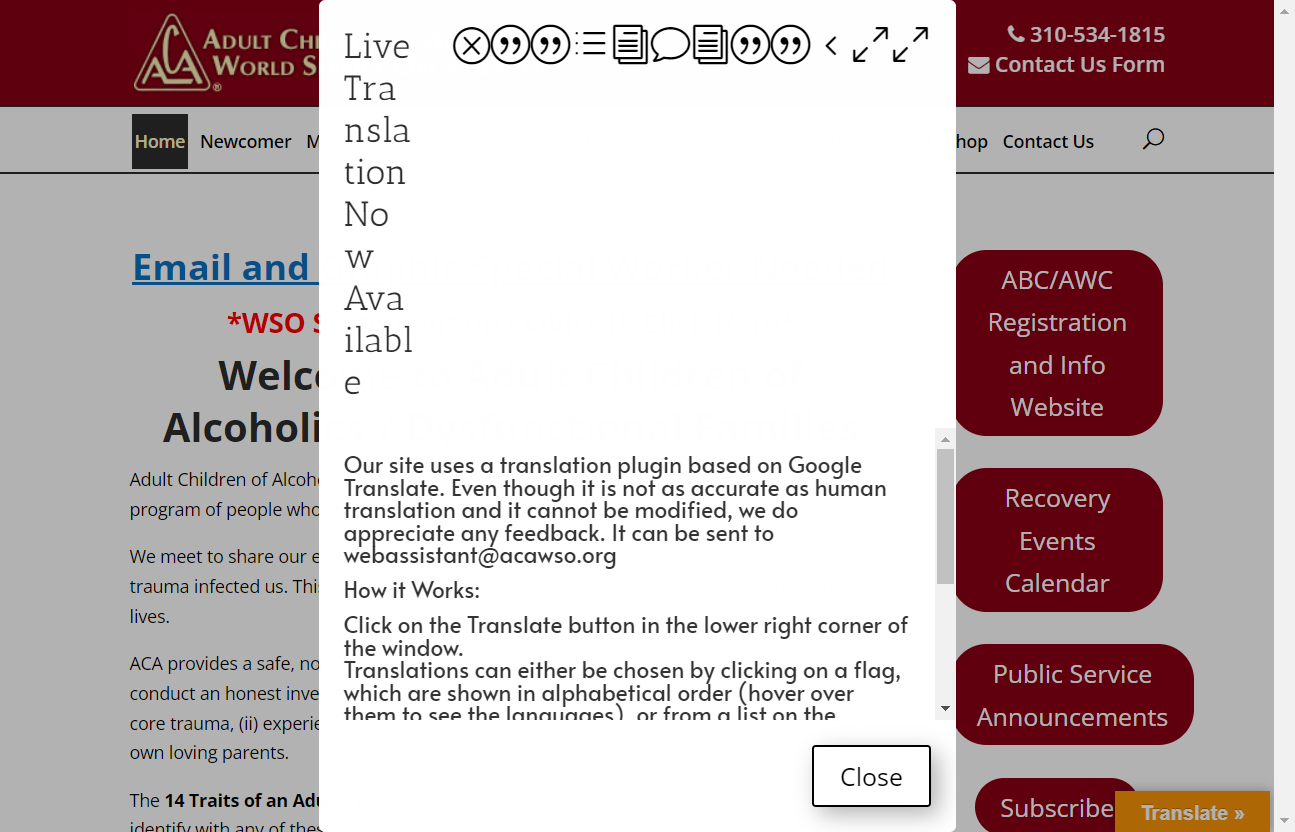 ADULT CHI
WORLD S
310-534-1815
Contact Us Form
Home
Newcomer
M
hop
Contact Us
Live
Tra
nsla
tion
No
w
Ava
ilabl
e
Email and
*WSO S
Welc
Alcoholi
Adult Children of Alcoh
program of people who
We meet to share our e
trauma infected us. Thi
lives.
ACA provides a safe, no
conduct an honest inve
core trauma, (ii) experie
own loving parents.
The 14 Traits of an Adu
identify with any of thes
Our site uses a translation plugin based on Google
Translate. Even though it is not as accurate as human
translation and it cannot be modified, we do
appreciate any feedback. It can be sent to
webassistant@acawso.org
How it Works:
Click on the Translate button in the lower right corner of
the window.
Translations can either be chosen by clicking on a flag,
which are shown in alphabetical order (hover over
them to see the languages), or from a list on the
Close
ABC/AWC
Registration
and Info
Website
Recovery
Events
Calendar
Public Service
Announcements
Subscribe
Translate »